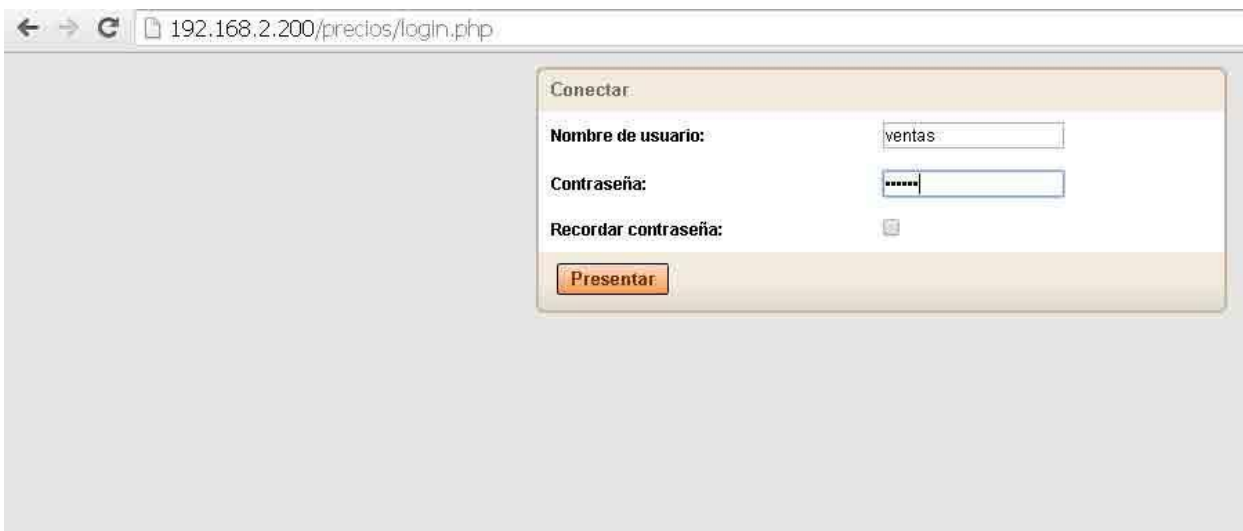 192.168.2.200/precios/login.php
Conectar
Nombre de usuario: ventas
Contraseña: ••••••
Recordar contraseña:
Presentar